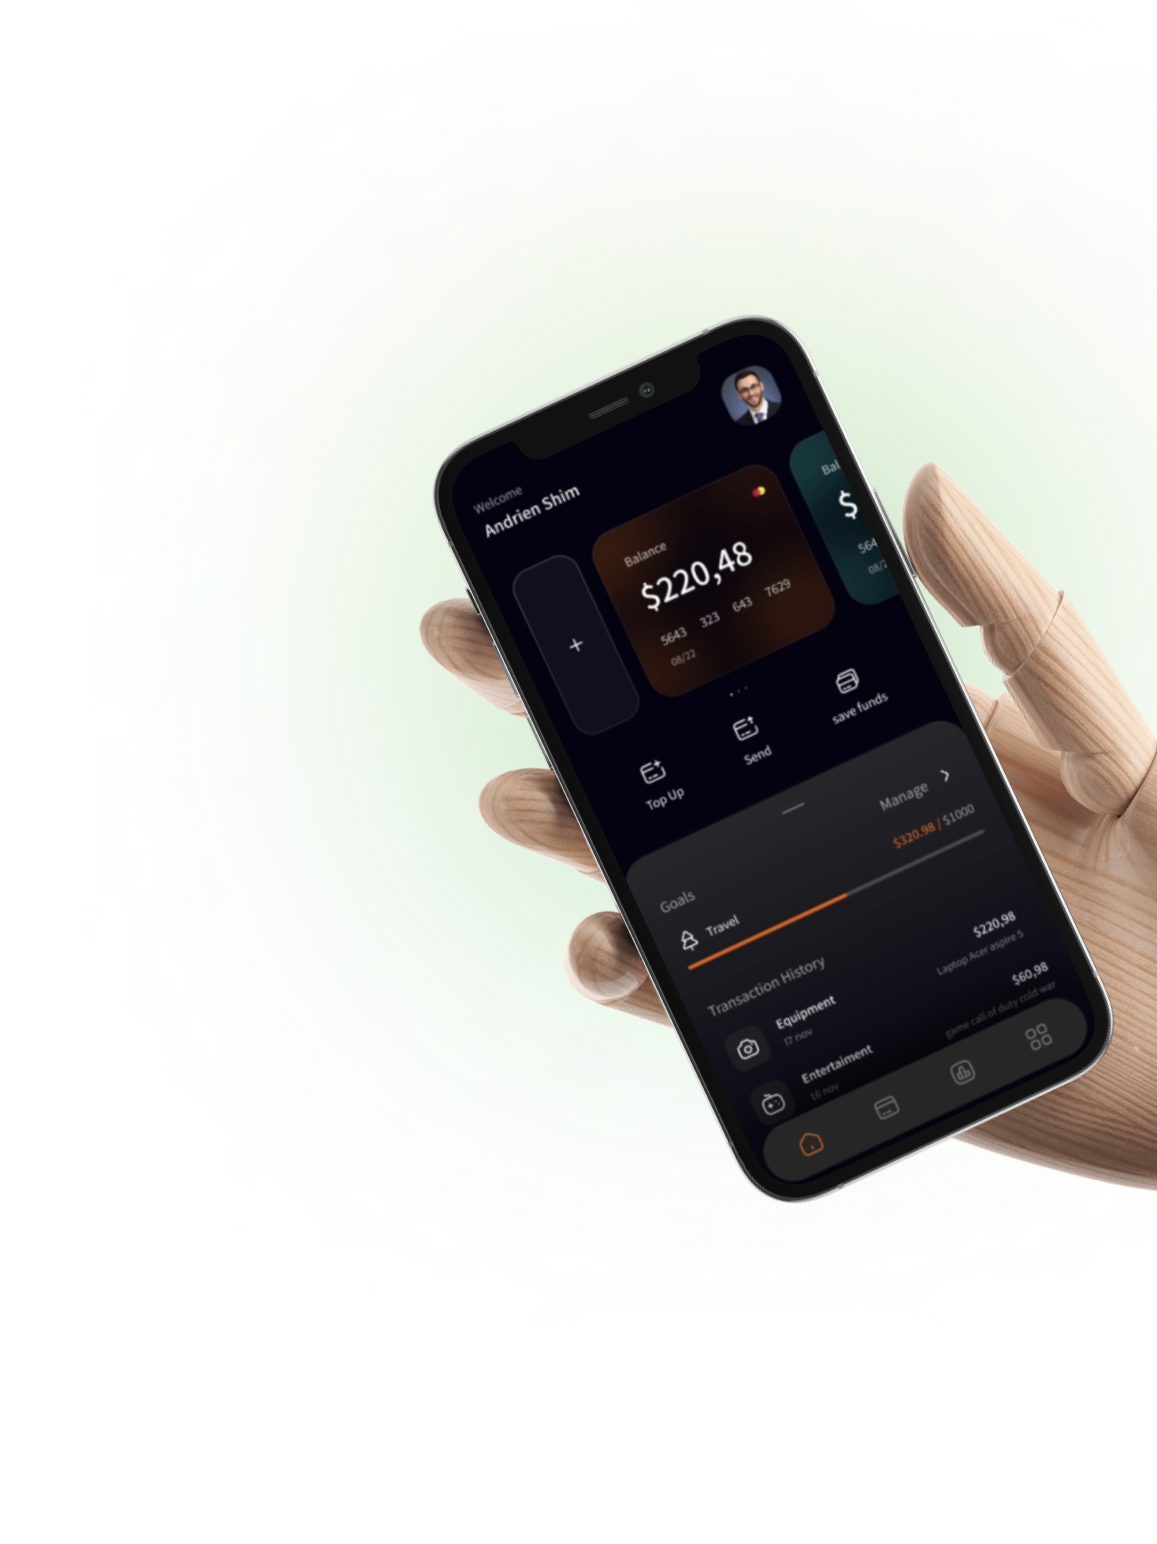 Welcome
Andrien Shim
Balance
$220,48
5643 323 643 7629
08/22
Bal
$
564
08/2
+
Top Up
Send
save funds
Manage
Goals
Travel
$320.98 / $1000
Transaction History
Equipment
17 nov
$220,98
Laptop Acer aspire 5
Entertaiment
16 nov
$60,98
game call of duty cold war